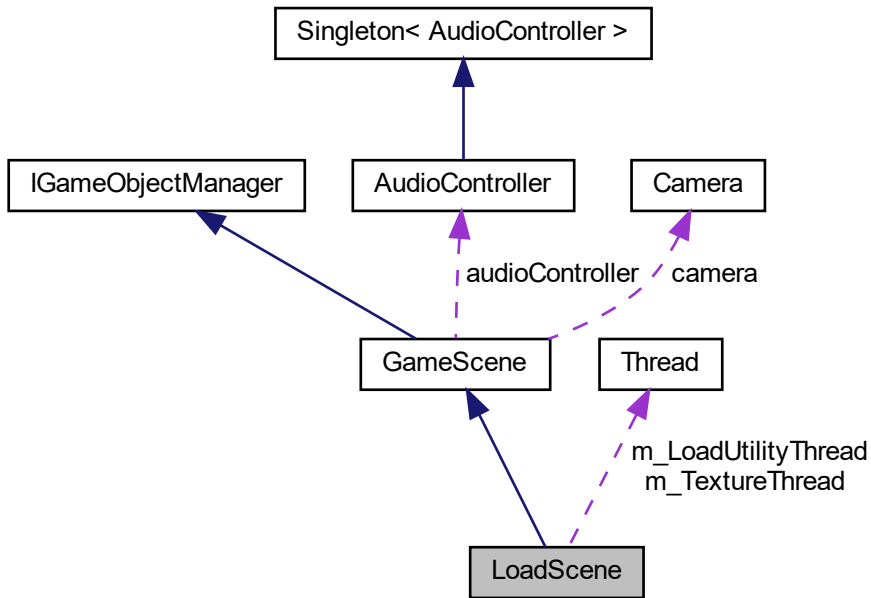 Singleton< AudioController >
IGameObjectManager
AudioController
Camera
audioController
camera
GameScene
Thread
m_LoadUtilityThread
m_TextureThread
LoadScene